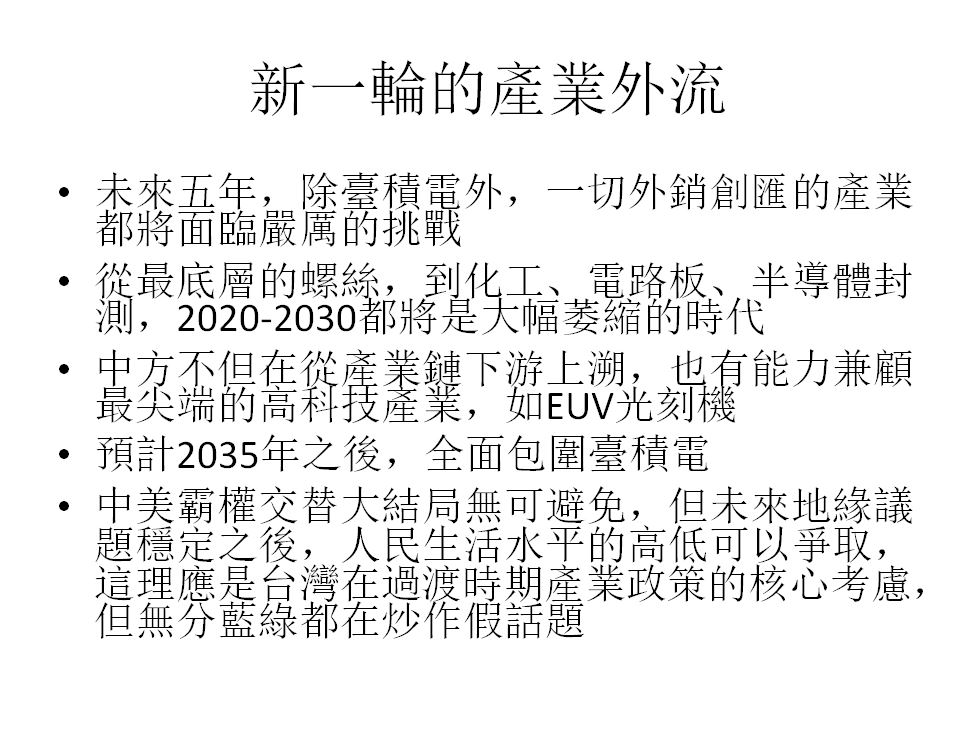 新一輪的產業外流
• 未來五年，除臺積電外，一切外銷創匯的產業
都將面臨嚴厲的挑戰
• 從最底層的螺絲，到化工、電路板、半導體封
測，2020-2030都將是大幅萎縮的時代
• 中方不但在從產業鏈下游上溯，也有能力兼顧
最尖端的高科技產業，如EUV光刻機
• 預計2035年之後，全面包圍臺積電
• 中美霸權交替大結局無可避免，但未來地緣議
題穩定之後，人民生活水平的高低可以爭取，
這理應是台灣在過渡時期產業政策的核心考慮，
但無分藍綠都在炒作假話題